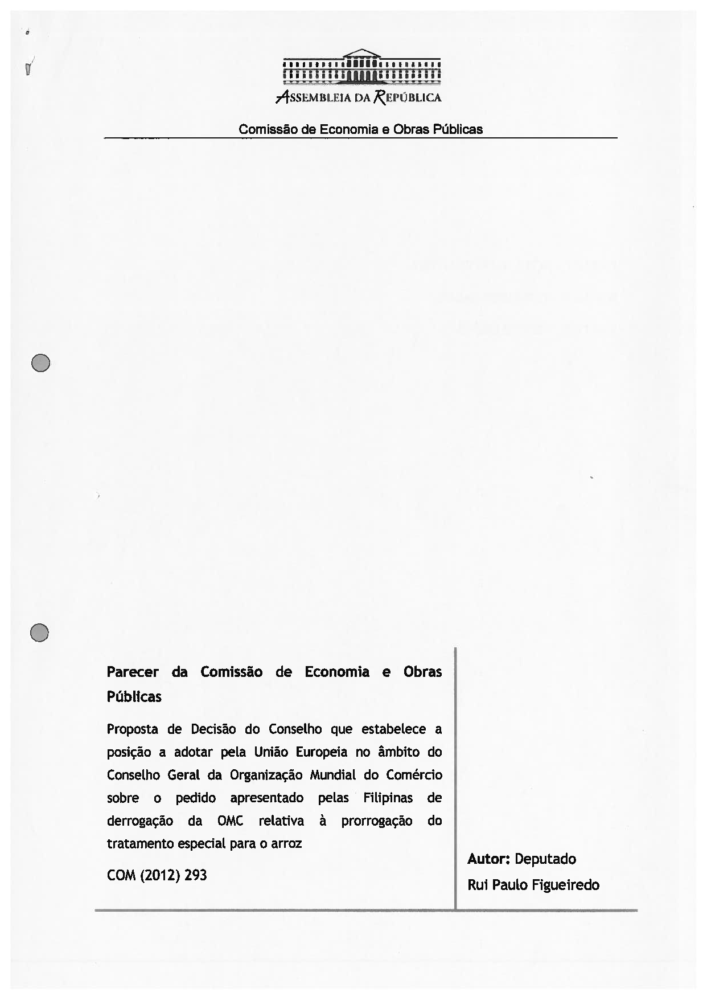 ASSEMBLEIA DA REPÚBLICA
Comissão de Economia e Obras Públicas
Parecer da Comissão de Economia e Obras
Públicas
Proposta de Decisão do Conselho que estabelece a
posição a adotar pela União Europeia no âmbito do
Conselho Geral da Organização Mundial do Comércio
sobre o pedido apresentado pelas Filipinas de
derrogação da OMC relativa à prorrogação do
tratamento especial para o arroz
COM (2012) 293
Autor: Deputado
Rui Paulo Figueiredo